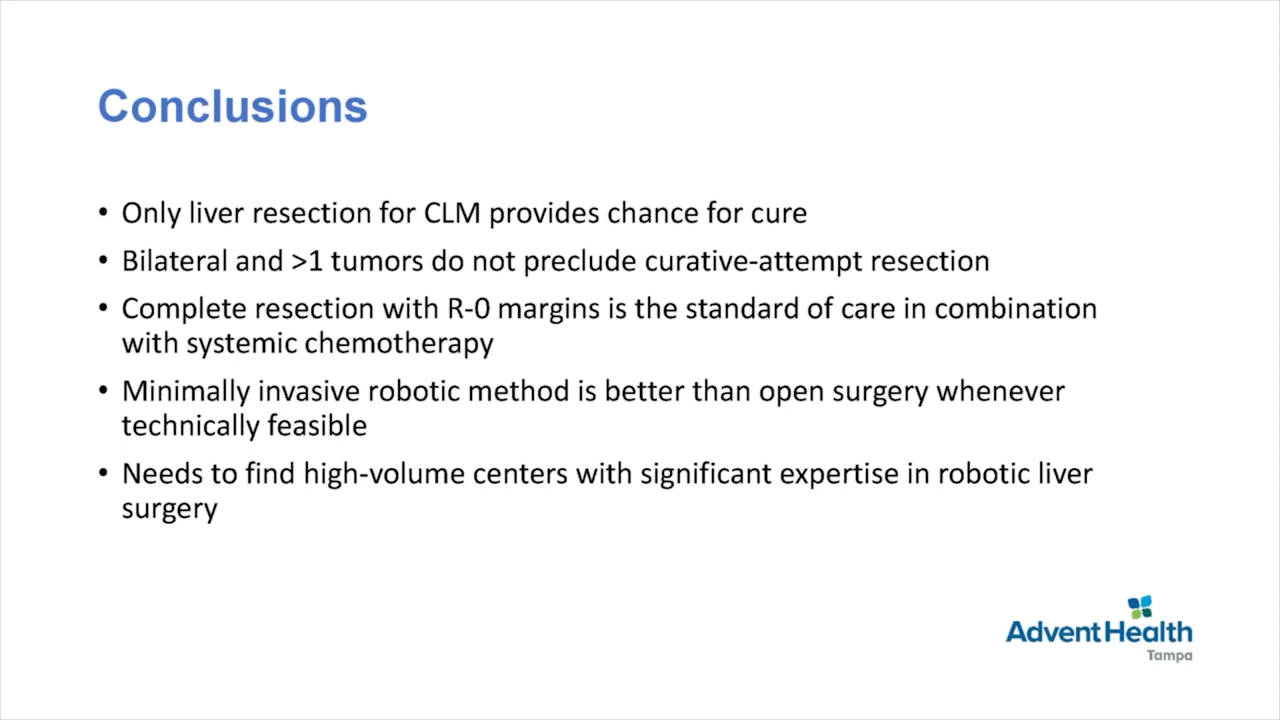 Conclusions
• Only liver resection for CLM provides chance for cure
• Bilateral and >1 tumors do not preclude curative-attempt resection
• Complete resection with R-0 margins is the standard of care in combination
with systemic chemotherapy
• Minimally invasive robotic method is better than open surgery whenever
technically feasible
• Needs to find high-volume centers with significant expertise in robotic liver
surgery
AdventHealth
Tampa